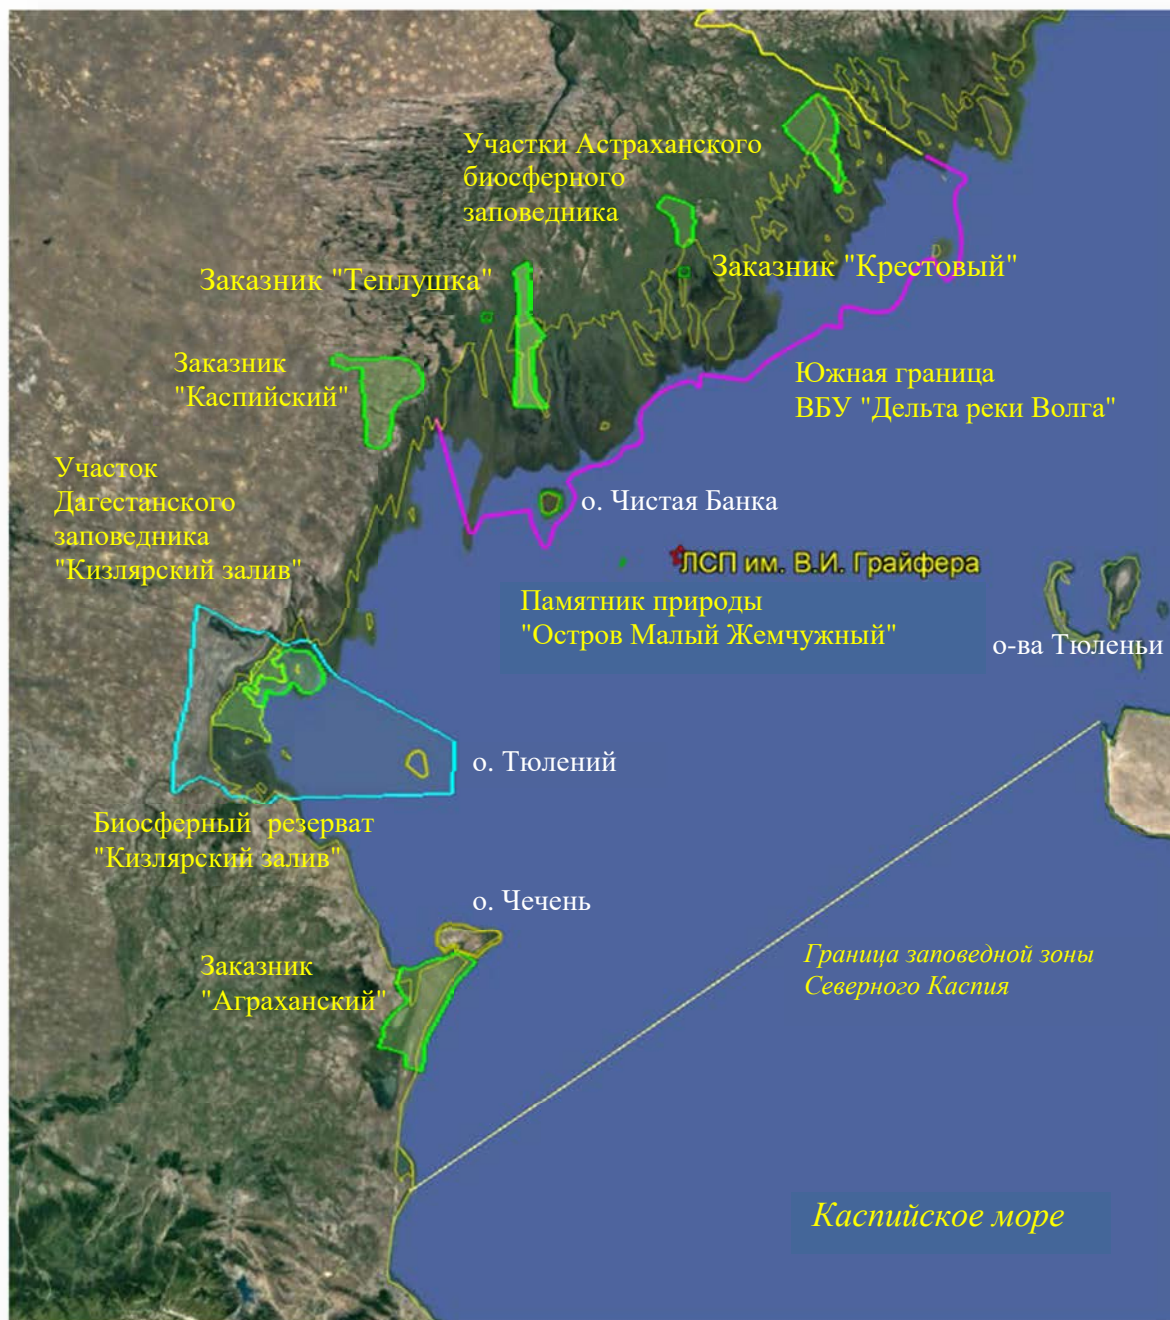 Участки Астраханского
биосферного
заповедника
Заказник "Теплушка"
Заказник "Крестовый"
Заказник
"Каспийский"
Южная граница
ВБУ "Дельта реки Волга"
Участок
Дагестанского
заповедника
"Кизлярский залив"
о. Чистая Банка
ЛСП им. В.И. Грайфера
Памятник природы
"Остров Малый Жемчужный"
о-ва Тюленьи
о. Тюлений
Биосферный резерват
"Кизлярский залив"
о. Чечень
Заказник
"Аграханский"
Граница заповедной зоны
Северного Каспия
Каспийское море